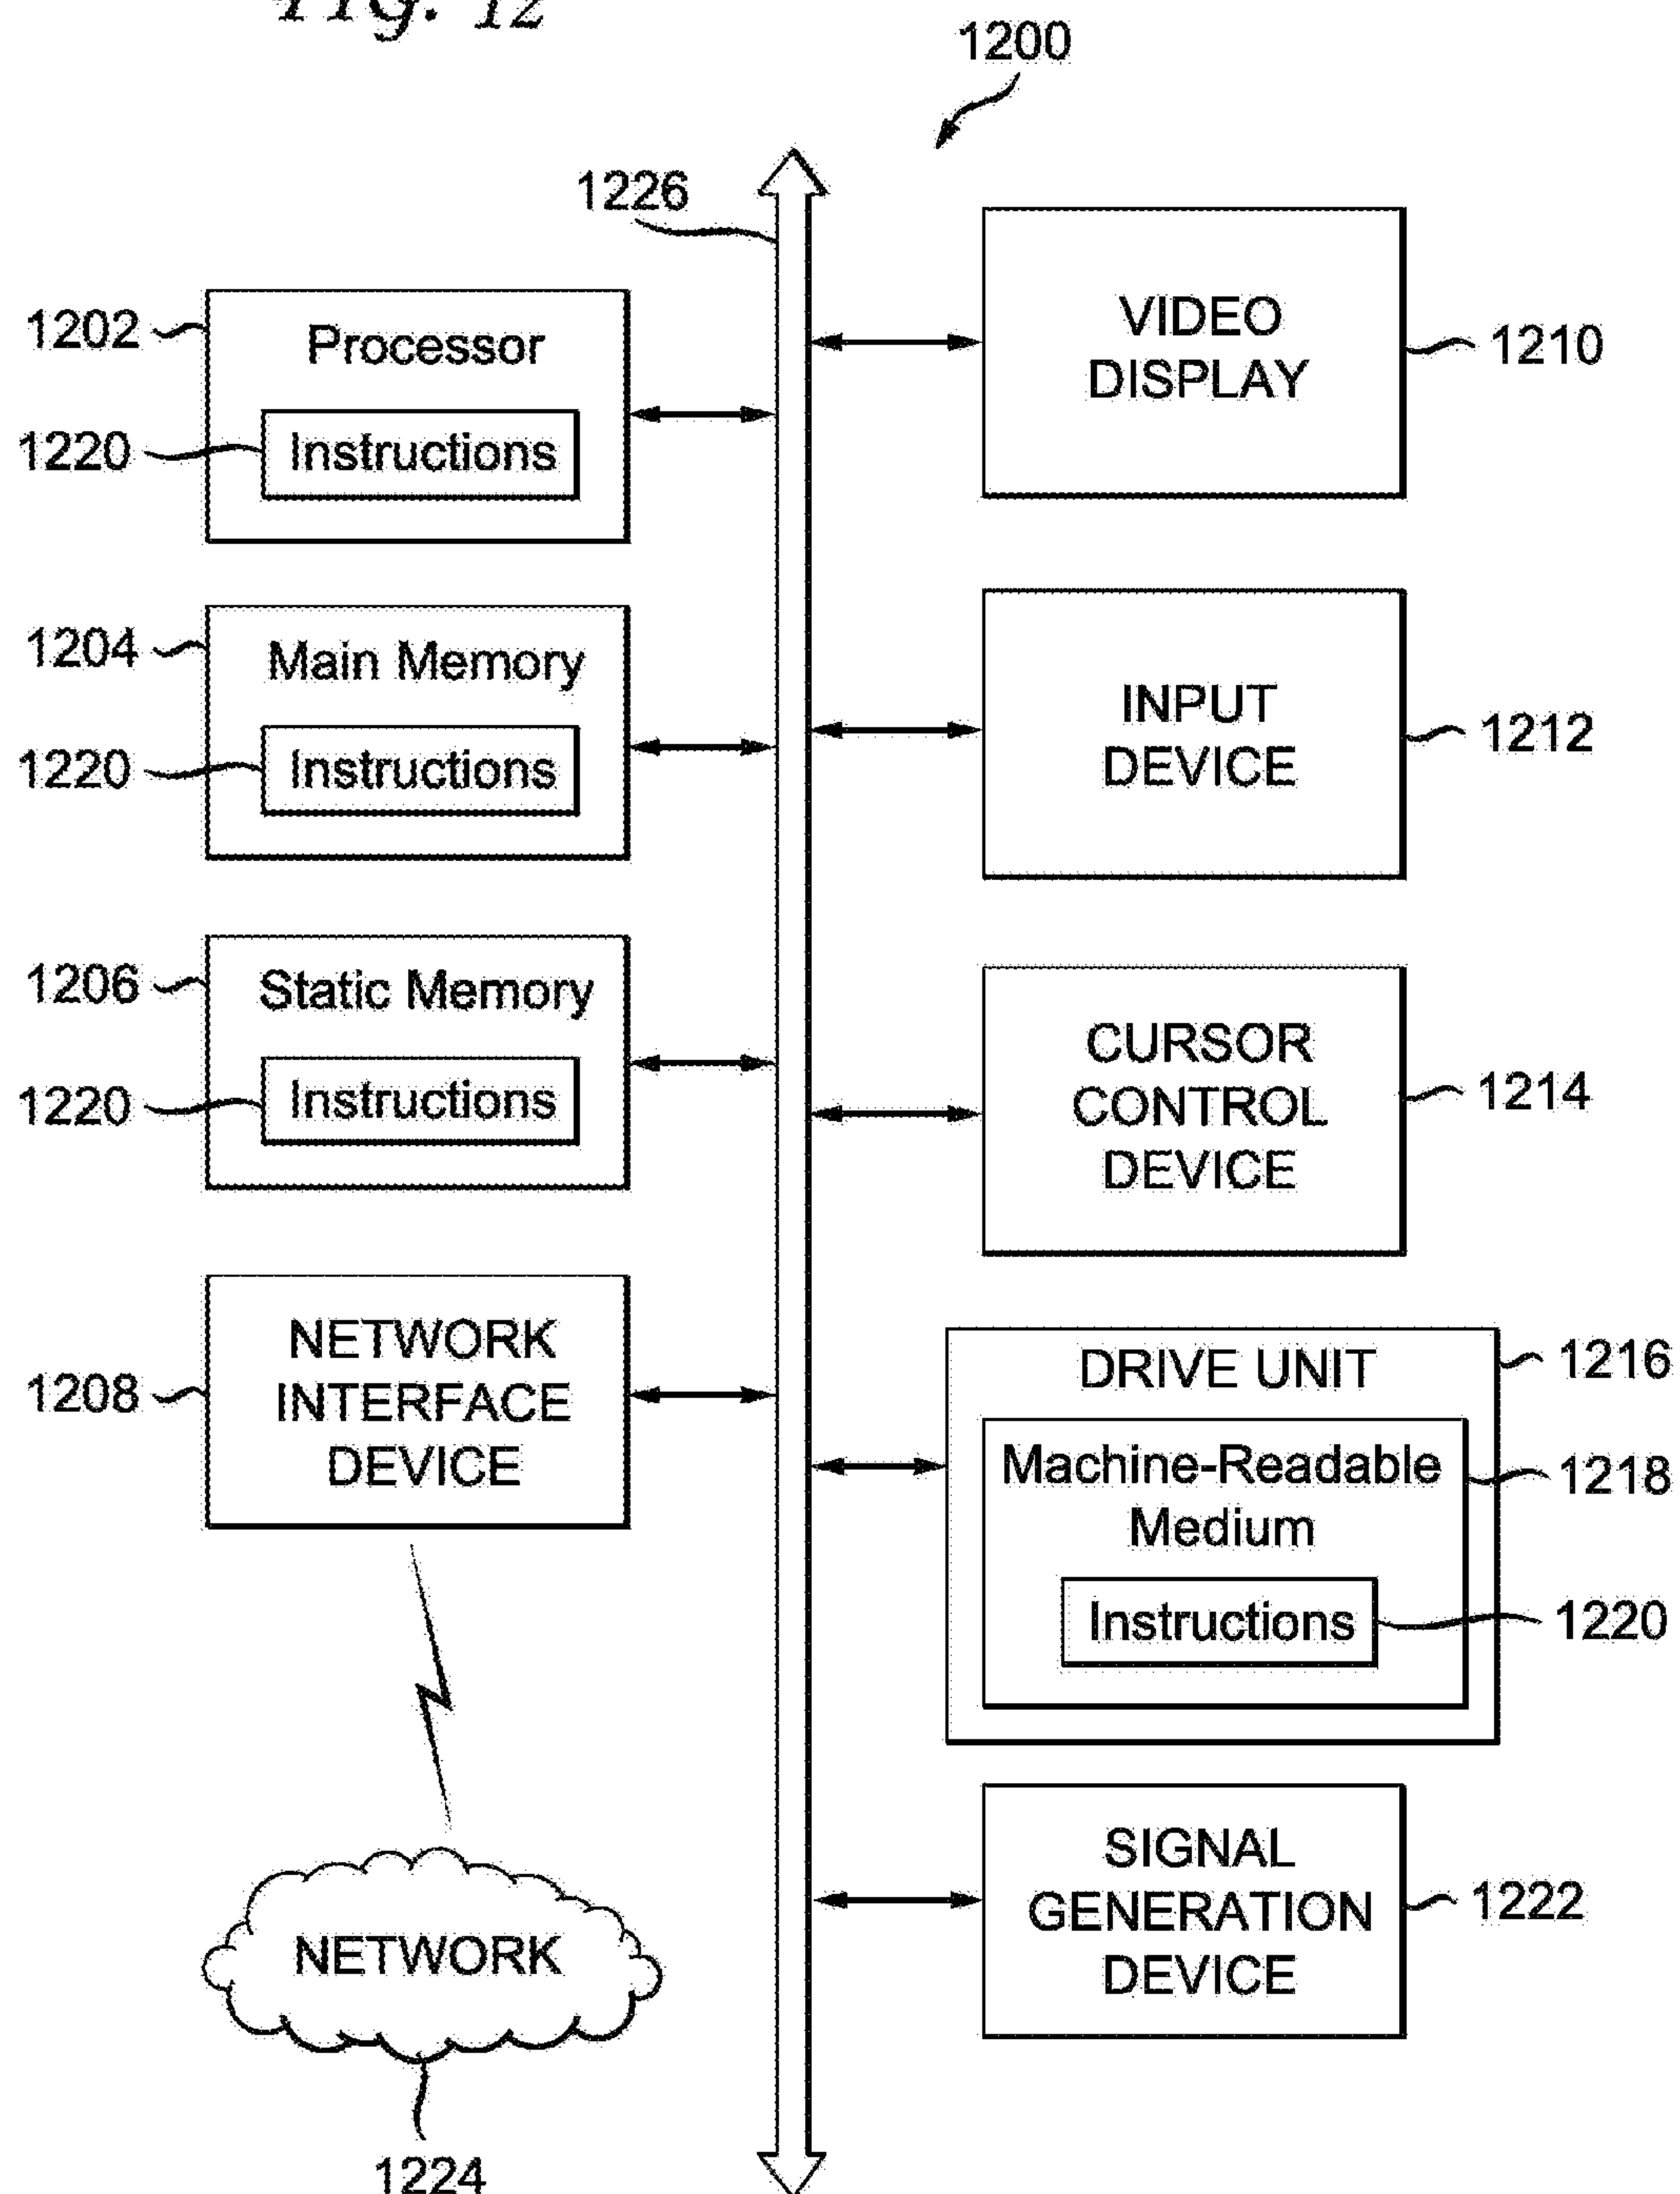 FIG. 12
1200
1226
1202
Processor
1220
Instructions
1204
Main Memory
1220
Instructions
1206
Static Memory
1220
Instructions
1208
NETWORK
INTERFACE
DEVICE
NETWORK
1224
VIDEO
DISPLAY
1210
INPUT
DEVICE
1212
CURSOR
CONTROL
DEVICE
1214
DRIVE UNIT
1216
Machine-Readable
Medium
1218
Instructions
1220
SIGNAL
GENERATION
DEVICE
1222